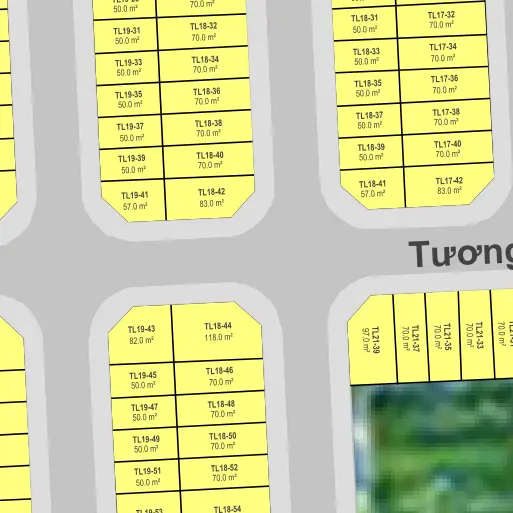 50.0 m²
70.0 m²
TL19-31
50.0 m²
TL18-32
70.0 m²
TL19-33
50.0 m²
TL18-34
70.0 m²
TL19-35
50.0 m²
TL18-36
70.0 m²
TL19-37
50.0 m²
TL18-38
70.0 m²
TL19-39
50.0 m²
TL18-40
70.0 m²
TL19-41
57.0 m²
TL18-42
83.0 m²
TL18-31
50.0 m²
TL17-32
70.0 m²
TL18-33
50.0 m²
TL17-34
70.0 m²
TL18-35
50.0 m²
TL17-36
70.0 m²
TL18-37
50.0 m²
TL17-38
70.0 m²
TL18-39
50.0 m²
TL17-40
70.0 m²
TL18-41
57.0 m²
TL17-42
83.0 m²
Tương
TL19-43
82.0 m²
TL18-44
118.0 m²
TL19-45
50.0 m²
TL18-46
70.0 m²
TL19-47
50.0 m²
TL18-48
70.0 m²
TL19-49
50.0 m²
TL18-50
70.0 m²
TL19-51
50.0 m²
TL18-52
70.0 m²
TL19-53
TL18-54
TL21-39
97.0 m²
TL21-37
70.0 m²
TL21-35
70.0 m²
TL21-33
70.0 m²
70.0 m²